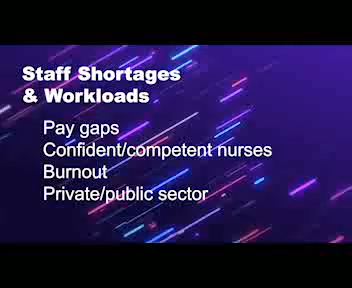 Staff Shortages
& Workloads
Pay gaps
Confident/competent nurses
Burnout
Private/public sector